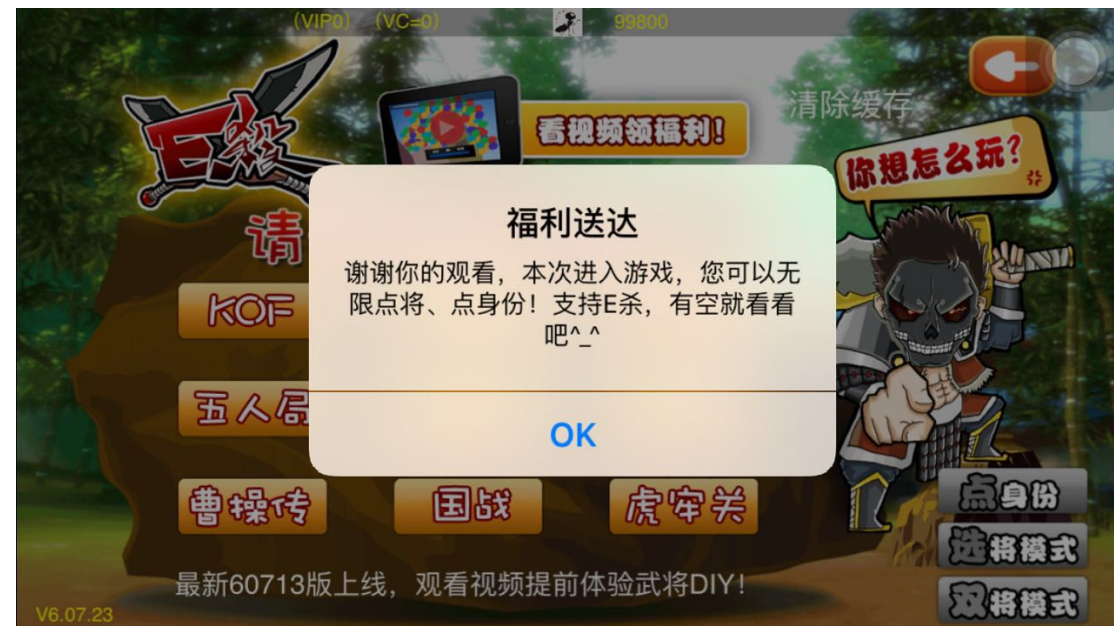 (VIP0) (VC=0) 99800
清除缓存
E殺
看视频领福利!
你想怎么玩?
请
福利送达
谢谢你的观看，本次进入游戏，您可以无
限点将、点身份！支持E杀，有空就看看
吧^_^
OK
KOF
五人局
曹操传 国战 虎牢关
点身份
选将模式
双将模式
最新60713版上线，观看视频提前体验武将DIY!
V6.07.23